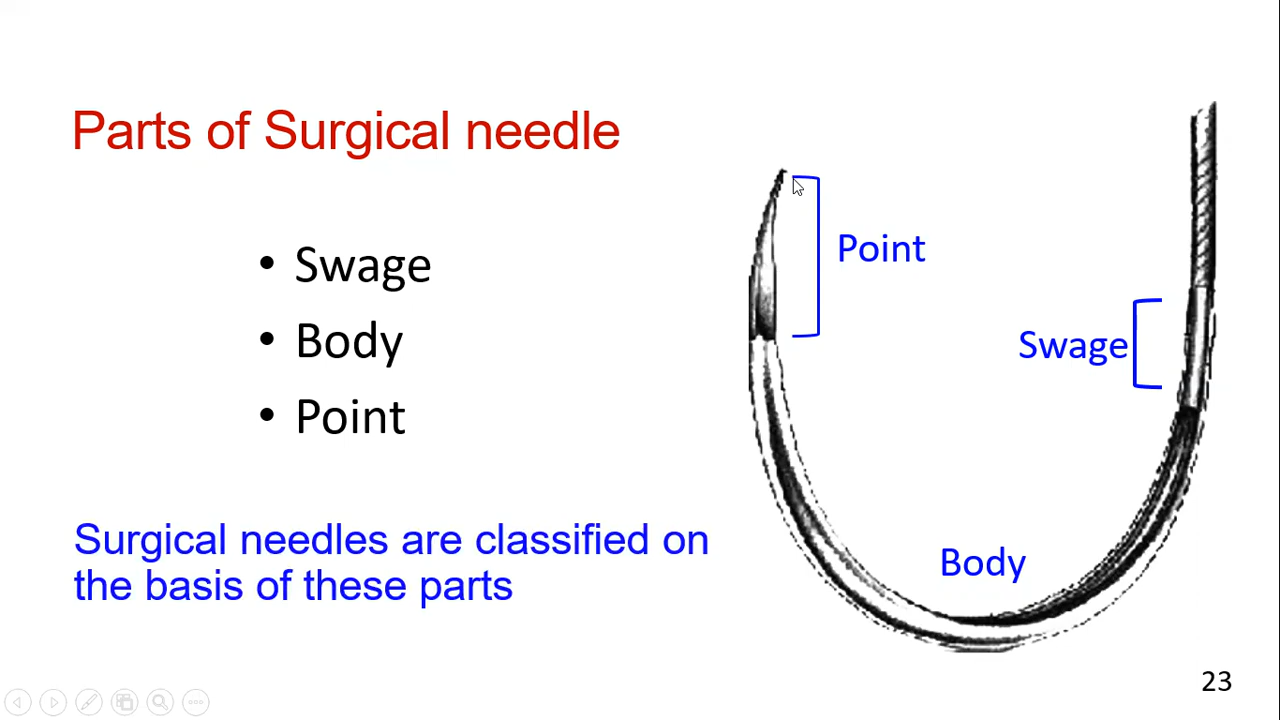 Parts of Surgical needle
• Swage
• Body
• Point
Surgical needles are classified on
the basis of these parts
Point
Swage
Body
23